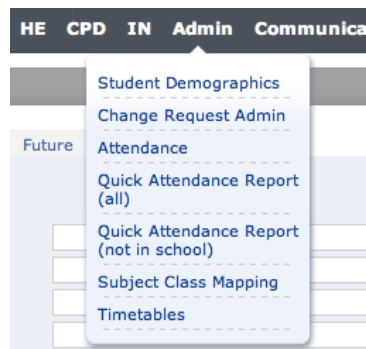 HE CPD IN Admin Communica
Student Demographics
Change Request Admin
Future
Attendance
Quick Attendance Report
(all)
Quick Attendance Report
(not in school)
Subject Class Mapping
Timetables